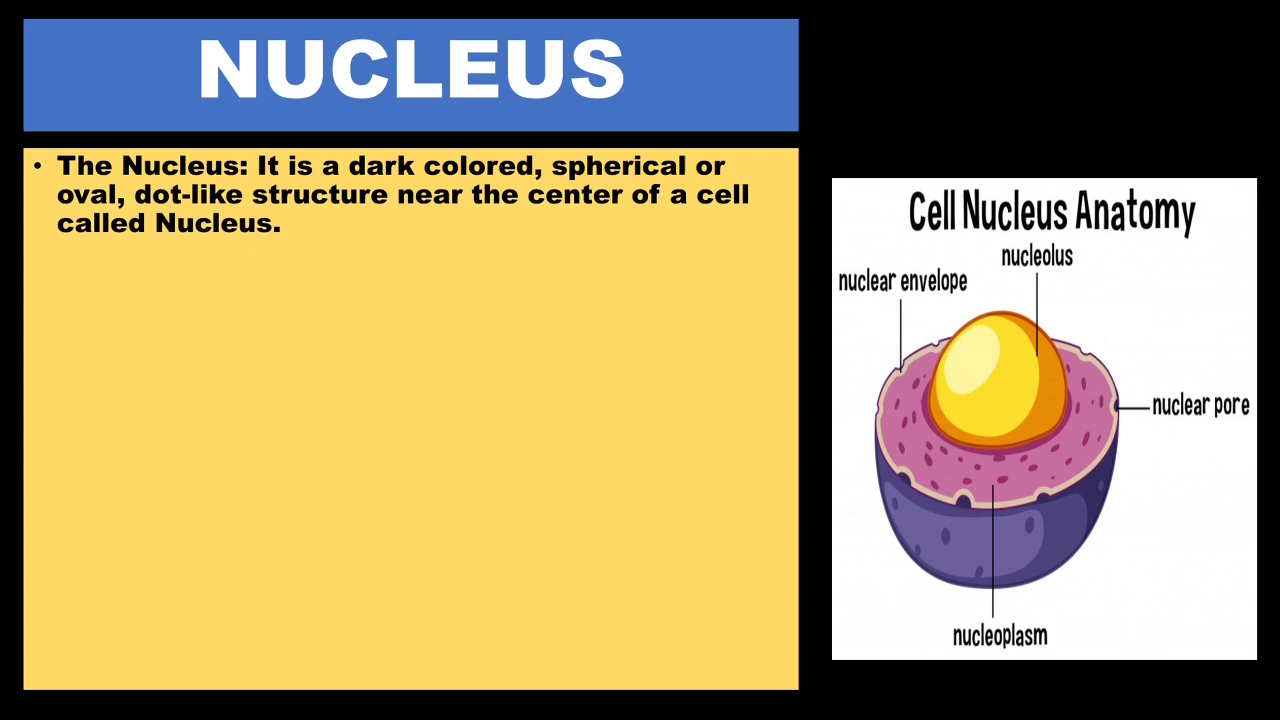 NUCLEUS
• The Nucleus: It is a dark colored, spherical or
oval, dot-like structure near the center of a cell
called Nucleus.
Cell Nucleus Anatomy
nucleolus
nuclear envelope
nuclear pore
nucleoplasm